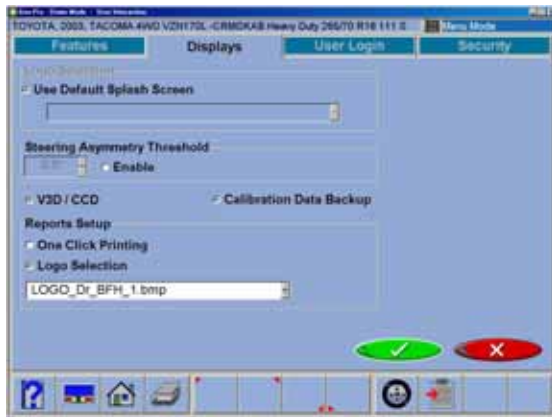 TOYOTA, 2003, TACOMA 4WD VZN170L -CRMDKAB Heavy Duty 265/70 R16 111 S
Menu Mode
Features
Displays
User Login
Security
Logo Selection
Use Default Splash Screen
Steering Asymmetry Threshold
Enable
V3D / CCD
Calibration Data Backup
Reports Setup
One Click Printing
Logo Selection
LOGO_Dr_BFH_1.bmp